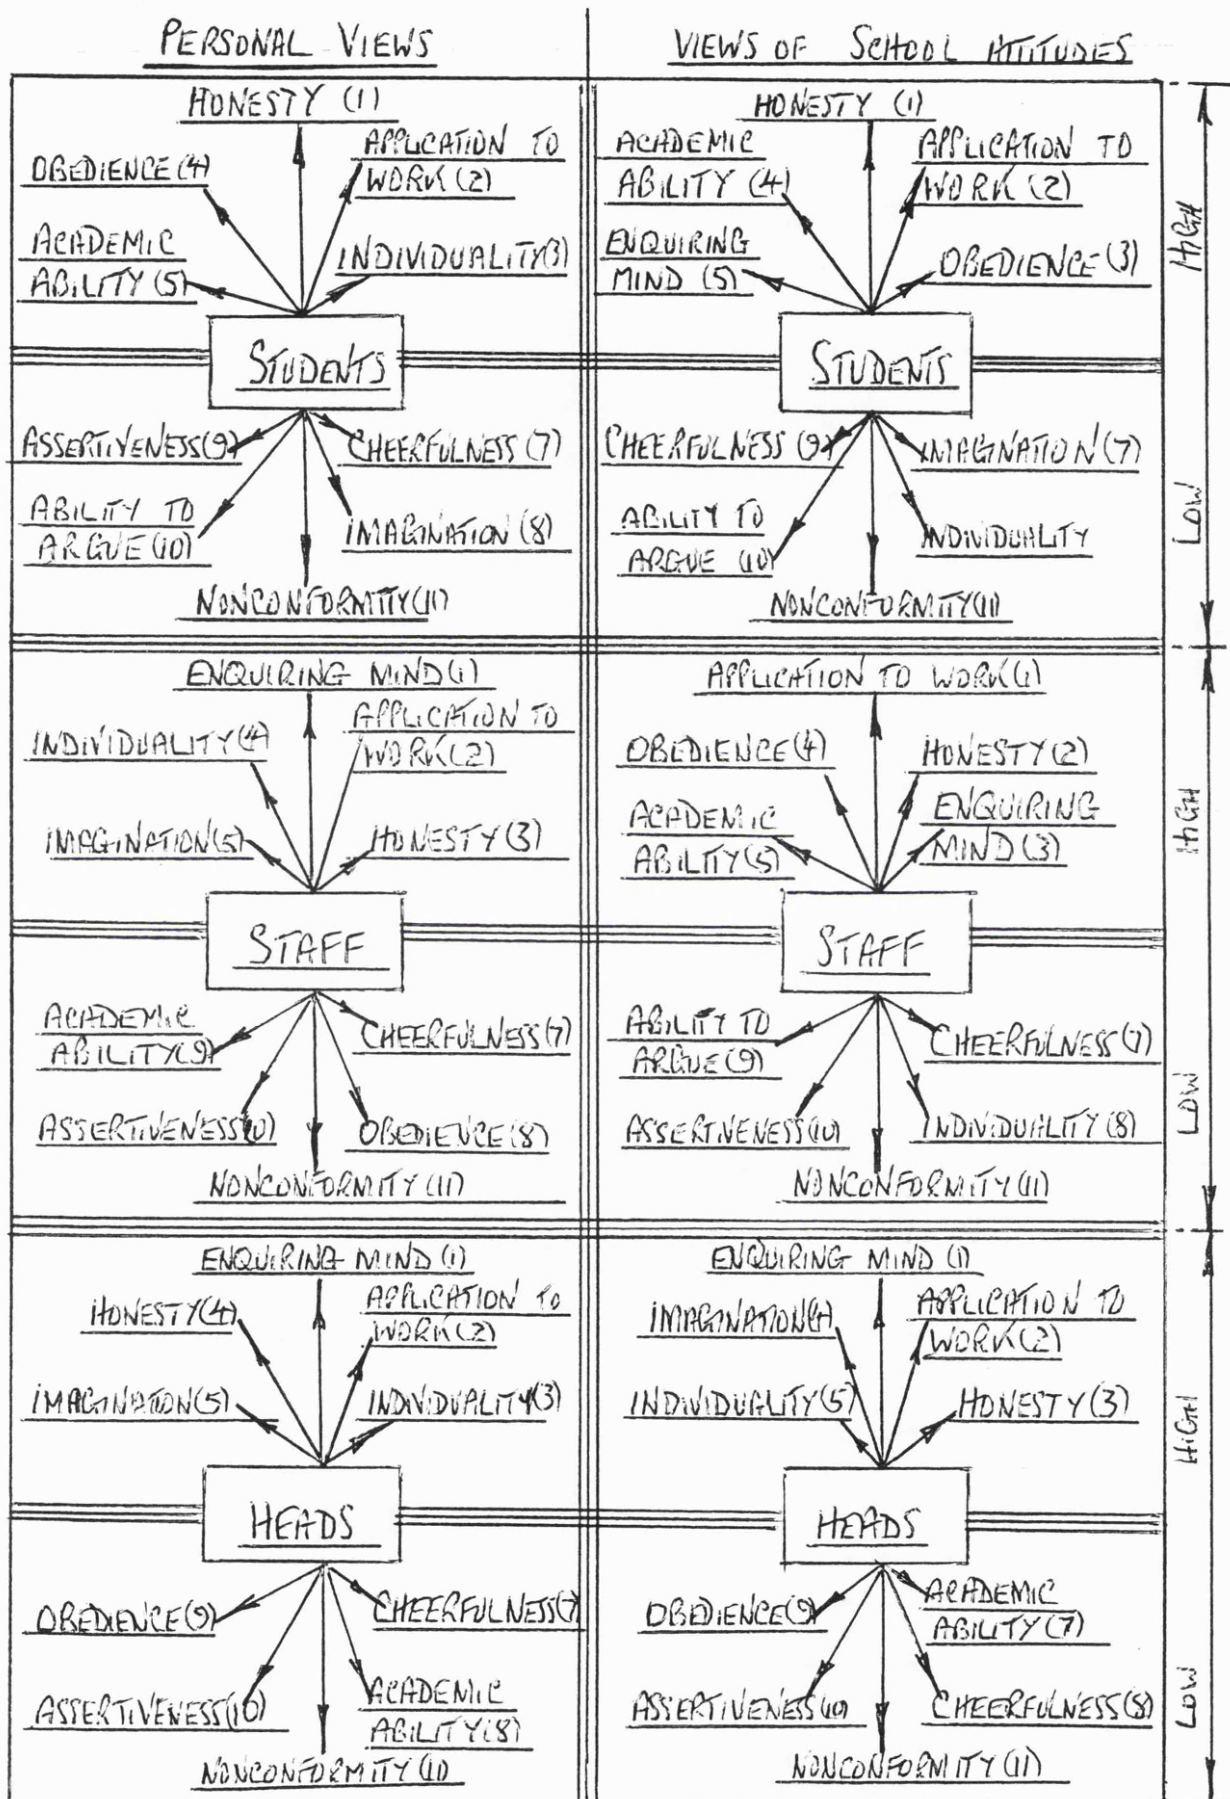 PERSONAL VIEWS
VIEWS OF SCHOOL ATTITUDES
HONESTY (1)
OBEDIENCE (4)
APPLICATION TO
WORK (2)
ACADEMIC
ABILITY (5)
INDIVIDUALITY (3)
STUDENTS
ASSERTIVENESS (9)
CHEERFULNESS (7)
ABILITY TO
ARGUE (10)
IMAGINATION (8)
NONCONFORMITY (11)
HONESTY (1)
ACADEMIC
ABILITY (4)
APPLICATION TO
WORK (2)
ENQUIRING
MIND (5)
OBEDIENCE (3)
STUDENTS
CHEERFULNESS (9)
IMAGINATION (7)
ABILITY TO
ARGUE (10)
INDIVIDUALITY
NONCONFORMITY (11)
HIGH
LOW
ENQUIRING MIND (1)
INDIVIDUALITY (4)
APPLICATION TO
WORK (2)
IMAGINATION (5)
HONESTY (3)
STAFF
ACADEMIC
ABILITY (9)
CHEERFULNESS (7)
ASSERTIVENESS (10)
OBEDIENCE (8)
NONCONFORMITY (11)
APPLICATION TO WORK (1)
OBEDIENCE (4)
HONESTY (2)
ACADEMIC
ABILITY (5)
ENQUIRING
MIND (3)
STAFF
ABILITY TO
ARGUE (9)
CHEERFULNESS (7)
ASSERTIVENESS (10)
INDIVIDUALITY (8)
NONCONFORMITY (11)
HIGH
LOW
ENQUIRING MIND (1)
HONESTY (4)
APPLICATION TO
WORK (2)
IMAGINATION (5)
INDIVIDUALITY (3)
HEADS
OBEDIENCE (9)
CHEERFULNESS (7)
ASSERTIVENESS (10)
ACADEMIC
ABILITY (8)
NONCONFORMITY (11)
ENQUIRING MIND (1)
IMAGINATION (4)
APPLICATION TO
WORK (2)
INDIVIDUALITY (5)
HONESTY (3)
HEADS
OBEDIENCE (9)
ACADEMIC
ABILITY (7)
ASSERTIVENESS (10)
CHEERFULNESS (8)
NONCONFORMITY (11)
HIGH
LOW